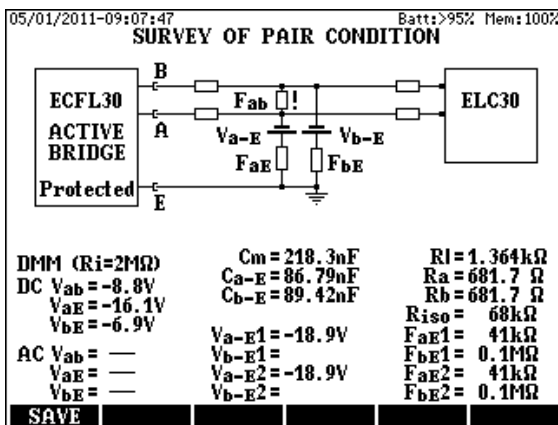 05/01/2011-09:07:47 Batt:>95% Mem:100%
SURVEY OF PAIR CONDITION
B
ECFL30
ACTIVE
BRIDGE
Protected
A
E
Fab !
Va-E Vb-E
FaE FbE
ELC30
DMM (Ri=2MΩ)
DC Vab=-8.8V
VaE=-16.1V
VbE=-6.9V
AC Vab= —
VaE= —
VbE= —
Cm=218.3nF
Ca-E=86.79nF
Cb-E=89.42nF
Va-E1=-18.9V
Vb-E1=
Va-E2=-18.9V
Vb-E2=
Rl=1.364kΩ
Ra=681.7 Ω
Rb=681.7 Ω
Riso= 68kΩ
FaE1= 41kΩ
FbE1= 0.1MΩ
FaE2= 41kΩ
FbE2= 0.1MΩ
SAVE